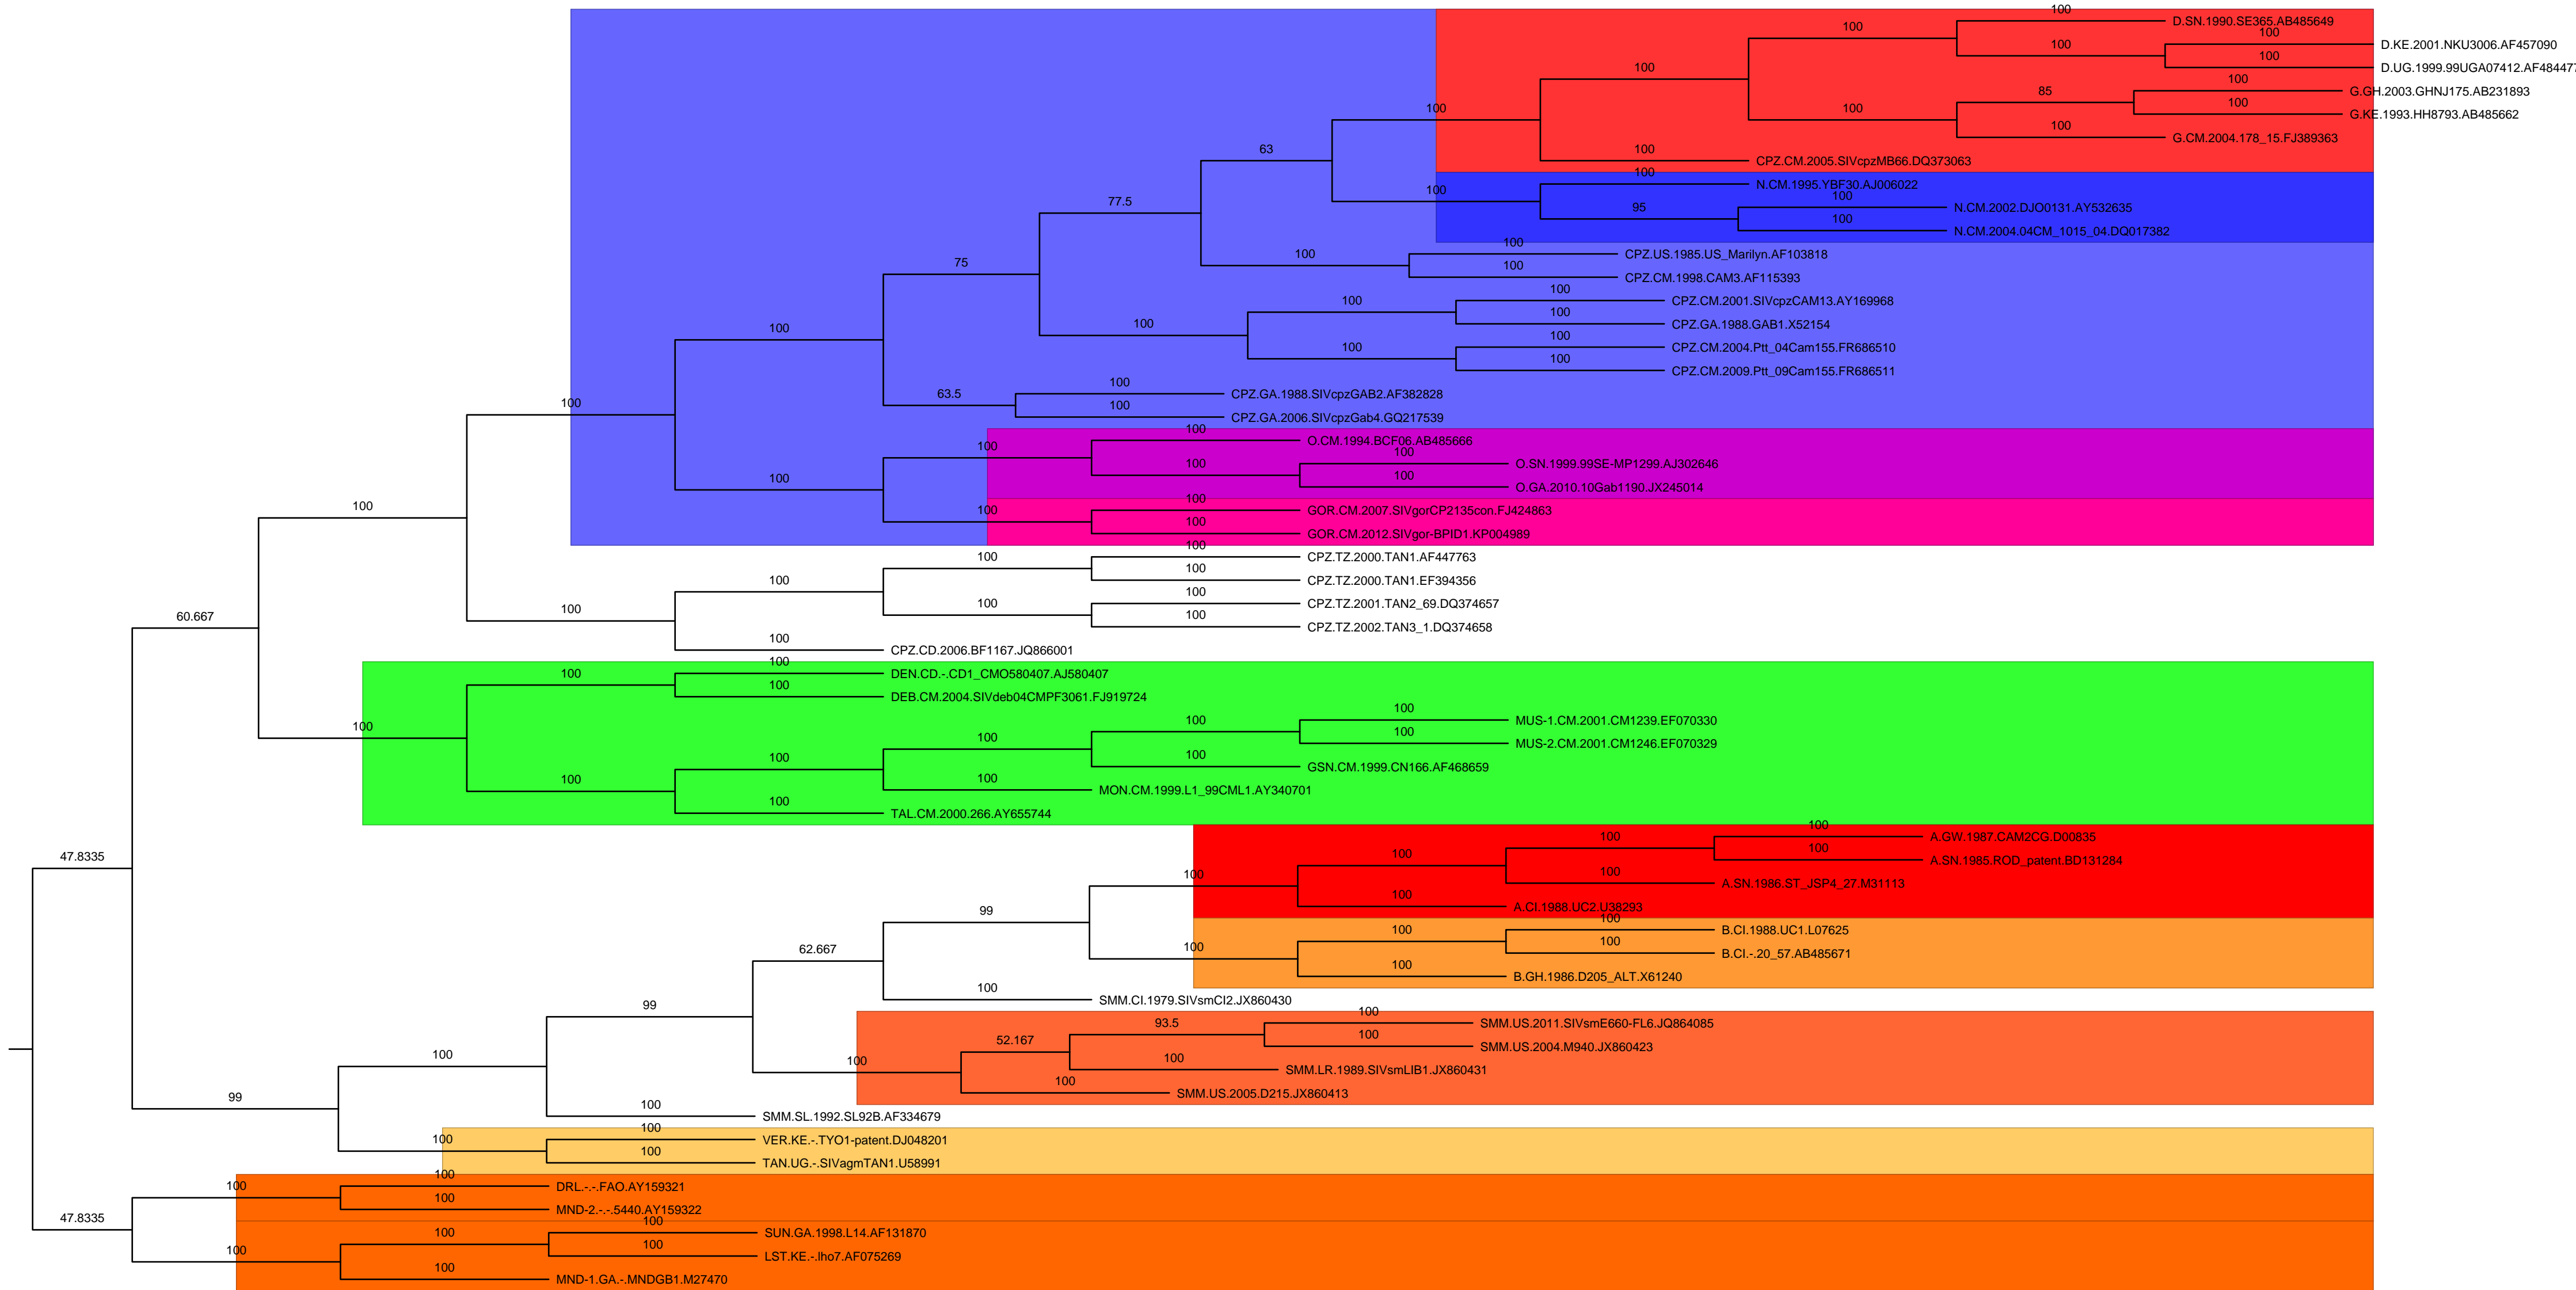 100
D.SN.1990.SE365.AB485649
100
100
D.KE.2001.NKU3006.AF457090
100
100
D.UG.1999.99UGA07412.AF484477
100
100
G.GH.2003.GHNJ175.AB231893
85
100
G.KE.1993.HH8793.AB485662
100
100
100
G.CM.2004.178_15.FJ389363
63
100
CPZ.CM.2005.SIVcpzMB66.DQ373063
100
N.CM.1995.YBF30.AJ006022
100
100
N.CM.2002.DJO0131.AY532635
95
77.5
100
N.CM.2004.04CM_1015_04.DQ017382
100
CPZ.US.1985.US_Marilyn.AF103818
100
75
100
CPZ.CM.1998.CAM3.AF115393
100
CPZ.CM.2001.SIVcpzCAM13.AY169968
100
100
CPZ.GA.1988.GAB1.X52154
100
100
100
CPZ.CM.2004.Ptt_04Cam155.FR686510
100
100
CPZ.CM.2009.Ptt_09Cam155.FR686511
100
CPZ.GA.1988.SIVcpzGAB2.AF382828
63.5
100
100
CPZ.GA.2006.SIVcpzGab4.GQ217539
100
O.CM.1994.BCF06.AB485666
100
100
O.SN.1999.99SE-MP1299.AJ302646
100
100
100
O.GA.2010.10Gab1190.JX245014
100
100
GOR.CM.2007.SIVgorCP2135con.FJ424863
100
100
GOR.CM.2012.SIVgor-BPID1.KP004989
100
100
CPZ.TZ.2000.TAN1.AF447763
100
100
CPZ.TZ.2000.TAN1.EF394356
100
100
100
CPZ.TZ.2001.TAN2_69.DQ374657
60.667
100
CPZ.TZ.2002.TAN3_1.DQ374658
100
CPZ.CD.2006.BF1167.JQ866001
100
100
DEN.CD.-.CD1_CMO580407.AJ580407
100
DEB.CM.2004.SIVdeb04CMPF3061.FJ919724
100
100
MUS-1.CM.2001.CM1239.EF070330
100
100
100
MUS-2.CM.2001.CM1246.EF070329
100
100
GSN.CM.1999.CN166.AF468659
100
100
MON.CM.1999.L1_99CML1.AY340701
100
TAL.CM.2000.266.AY655744
100
100
A.GW.1987.CAM2CG.D00835
47.8335
100
100
A.SN.1985.ROD_patent.BD131284
100
100
A.SN.1986.ST_JSP4_27.M31113
100
A.CI.1988.UC2.U38293
99
100
100
B.CI.1988.UC1.L07625
62.667
100
100
B.CI.-.20_57.AB485671
100
B.GH.1986.D205_ALT.X61240
100
SMM.CI.1979.SIVsmCI2.JX860430
99
100
93.5
SMM.US.2011.SIVsmE660-FL6.JQ864085
52.167
100
SMM.US.2004.M940.JX860423
100
100
100
SMM.LR.1989.SIVsmLIB1.JX860431
100
SMM.US.2005.D215.JX860413
99
100
SMM.SL.1992.SL92B.AF334679
100
100
VER.KE.-.TYO1-patent.DJ048201
100
TAN.UG.-.SIVagmTAN1.U58991
100
100
DRL.-.-.FAO.AY159321
100
MND-2.-.-.5440.AY159322
47.8335
100
100
SUN.GA.1998.L14.AF131870
100
100
LST.KE.-.lho7.AF075269
100
MND-1.GA.-.MNDGB1.M27470